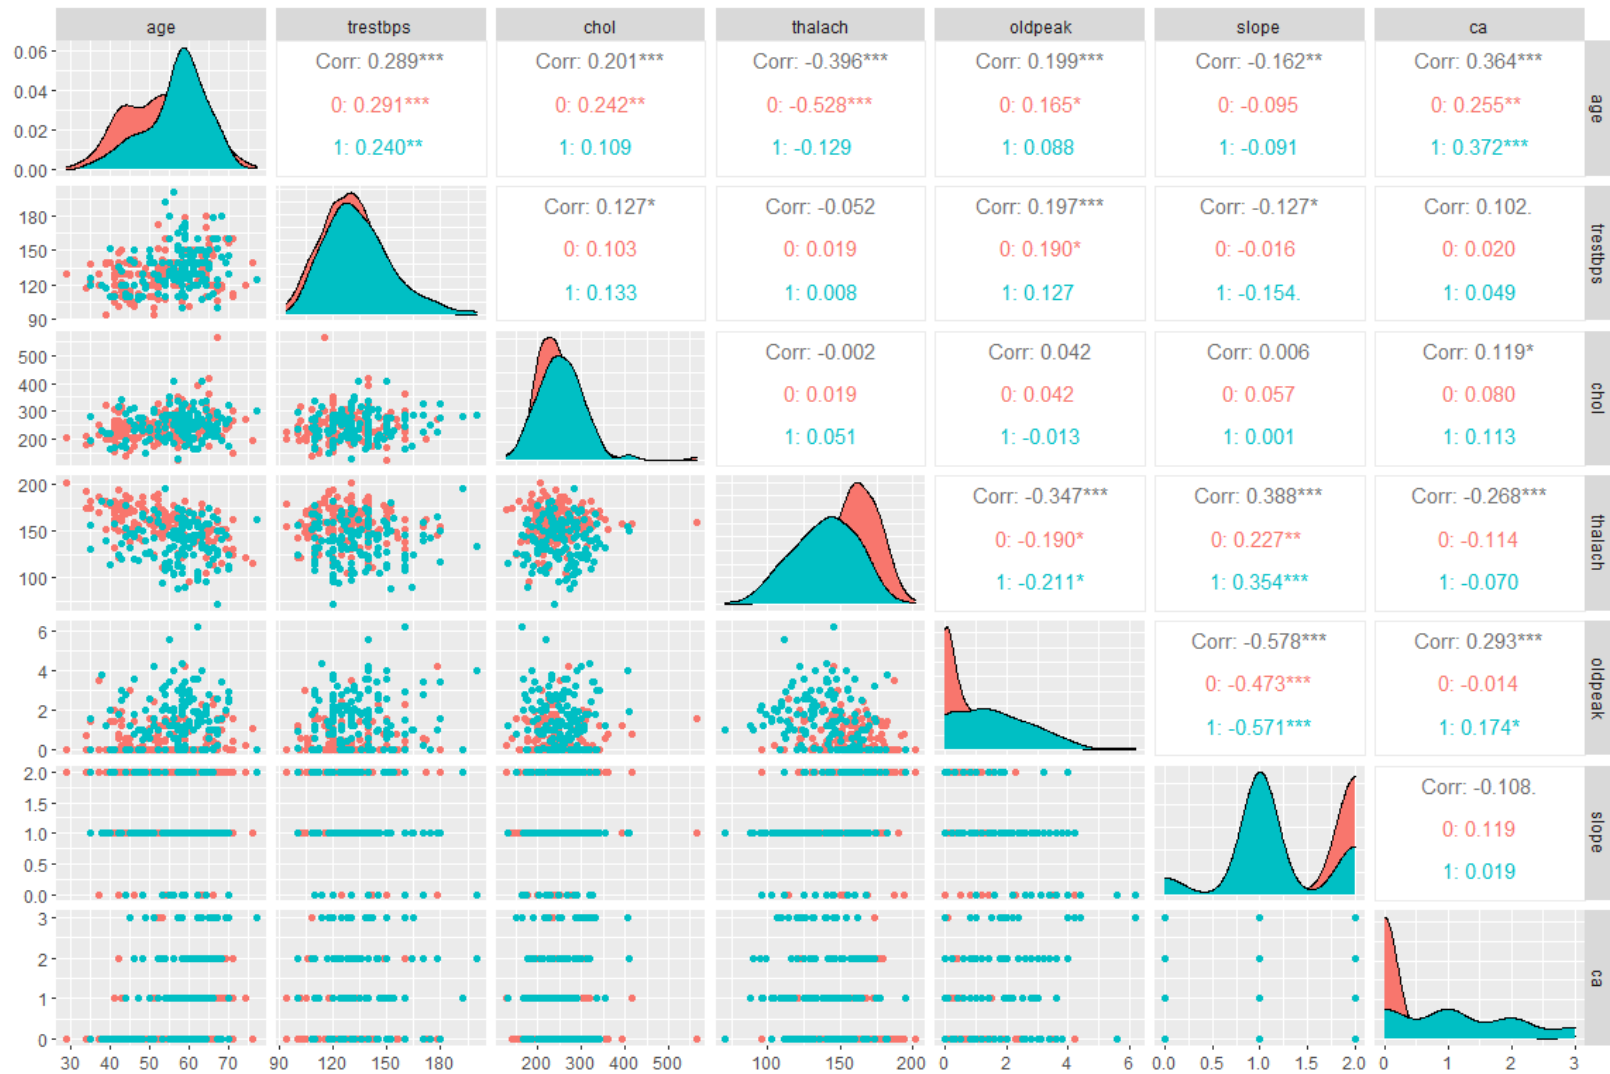 age trestbps chol thalach oldpeak slope ca
0.06
0.04
0.02
0.00
Corr: 0.289*** Corr: 0.201*** Corr: -0.396*** Corr: 0.199*** Corr: -0.162** Corr: 0.364***
0: 0.291*** 0: 0.242** 0: -0.528*** 0: 0.165* 0: -0.095 0: 0.255**
1: 0.240** 1: 0.109 1: -0.129 1: 0.088 1: -0.091 1: 0.372***
age
180
150
120
90
Corr: 0.127* Corr: -0.052 Corr: 0.197*** Corr: -0.127* Corr: 0.102.
0: 0.103 0: 0.019 0: 0.190* 0: -0.016 0: 0.020
1: 0.133 1: 0.008 1: 0.127 1: -0.154. 1: 0.049
trestbps
500
400
300
200
Corr: -0.002 Corr: 0.042 Corr: 0.006 Corr: 0.119*
0: 0.019 0: 0.042 0: 0.057 0: 0.080
1: 0.051 1: -0.013 1: 0.001 1: 0.113
chol
200
150
100
Corr: -0.347*** Corr: 0.388*** Corr: -0.268***
0: -0.190* 0: 0.227** 0: -0.114
1: -0.211* 1: 0.354*** 1: -0.070
thalach
6
4
2
0
Corr: -0.578*** Corr: 0.293***
0: -0.473*** 0: -0.014
1: -0.571*** 1: 0.174*
oldpeak
2.0
1.5
1.0
0.5
0.0
Corr: -0.108.
0: 0.119
1: 0.019
slope
3
2
1
0
ca
30 40 50 60 70 90 120 150 180 200 300 400 500 100 150 200 0 2 4 6 0.0 0.5 1.0 1.5 2.0 0 1 2 3